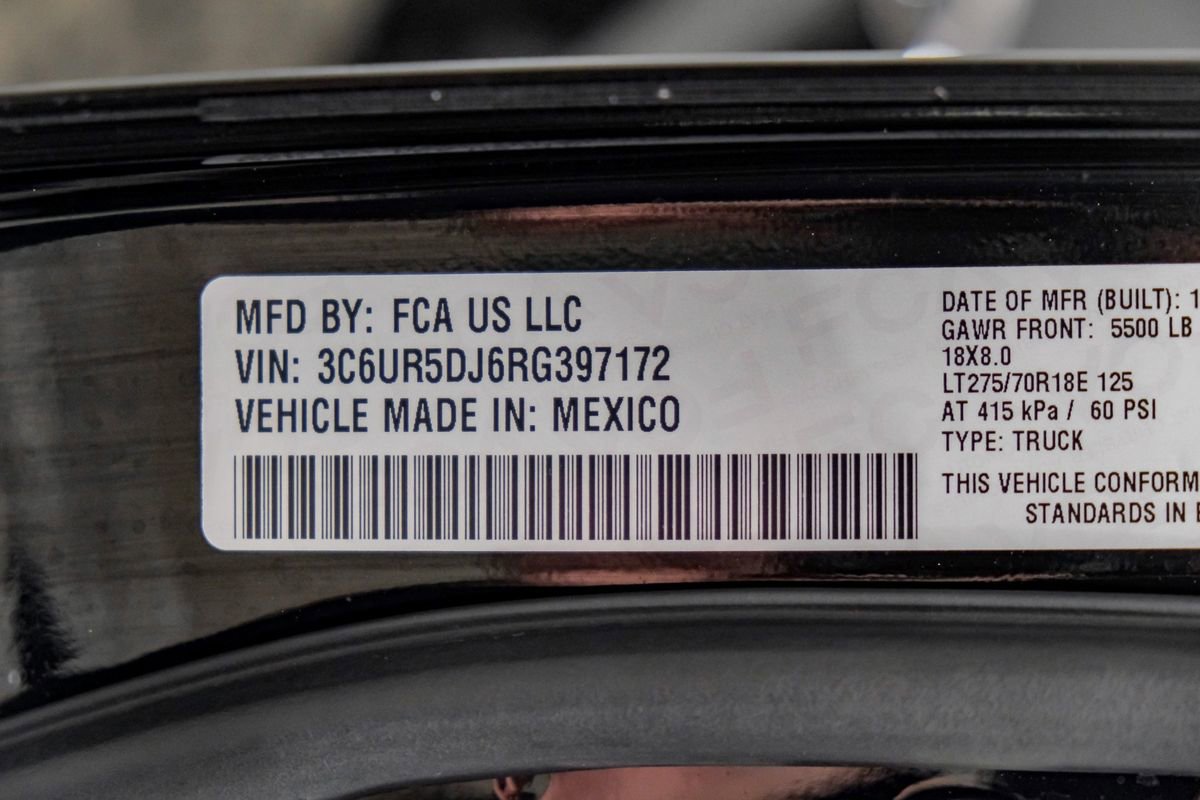 MFD BY: FCA US LLC
VIN: 3C6UR5DJ6RG397172
VEHICLE MADE IN: MEXICO
DATE OF MFR (BUILT): 1
GAWR FRONT: 5500 LB
18X8.0
LT275/70R18E 125
AT 415 kPa / 60 PSI
TYPE: TRUCK
THIS VEHICLE CONFORM
STANDARDS IN